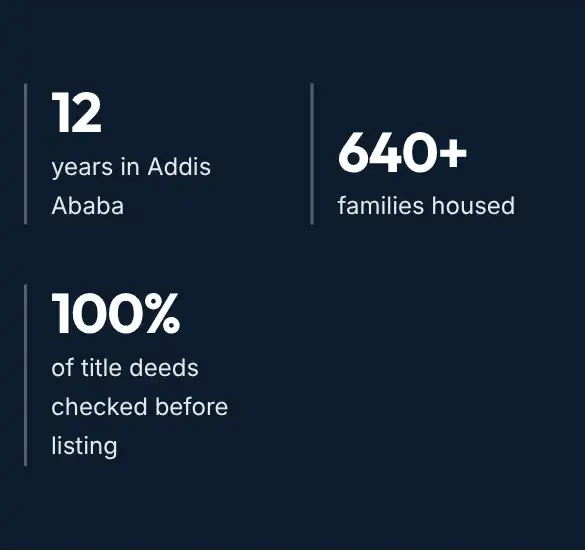 12
years in Addis
Ababa
640+
families housed
100%
of title deeds
checked before
listing